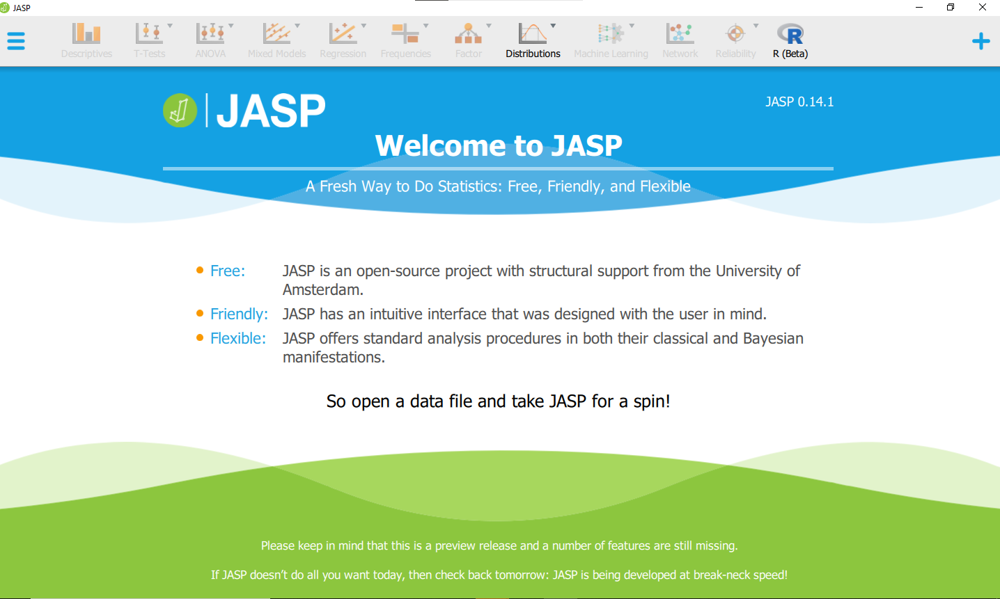 JASP
Descriptives T-Tests ANOVA Mixed Models Regression Frequencies Factor Distributions Machine Learning Network Reliability R (Beta)
JASP
JASP 0.14.1
Welcome to JASP
A Fresh Way to Do Statistics: Free, Friendly, and Flexible
Free: JASP is an open-source project with structural support from the University of
Amsterdam.
Friendly: JASP has an intuitive interface that was designed with the user in mind.
Flexible: JASP offers standard analysis procedures in both their classical and Bayesian
manifestations.
So open a data file and take JASP for a spin!
Please keep in mind that this is a preview release and a number of features are still missing.
If JASP doesn’t do all you want today, then check back tomorrow: JASP is being developed at break-neck speed!